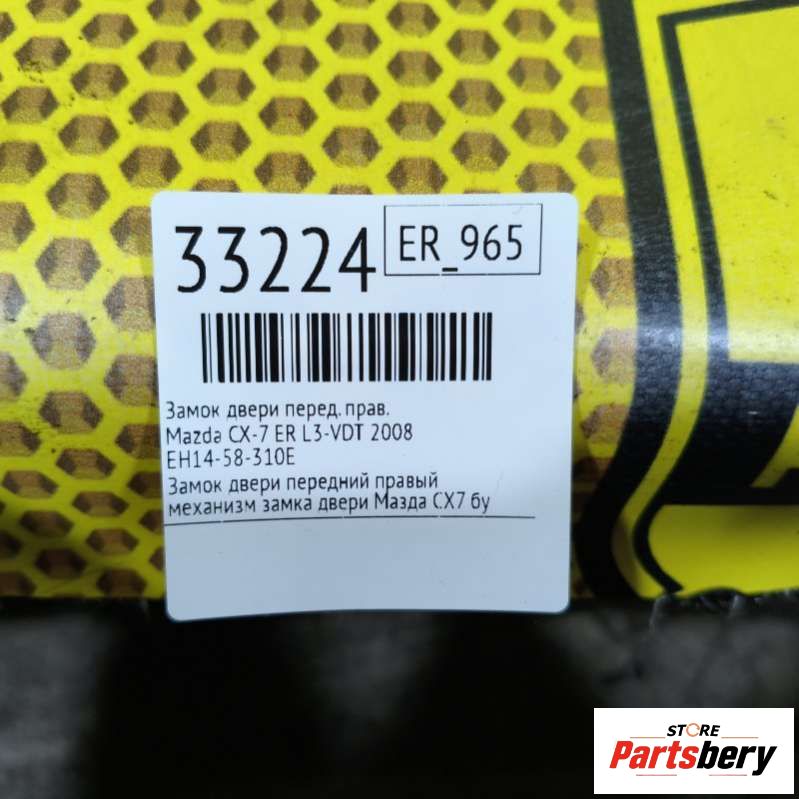 33224
ER_965
Замок двери перед. прав.
Mazda CX-7 ER L3-VDT 2008
EH14-58-310E
Замок двери передний правый
механизм замка двери Мазда СХ7 бу
STORE
Partsbery